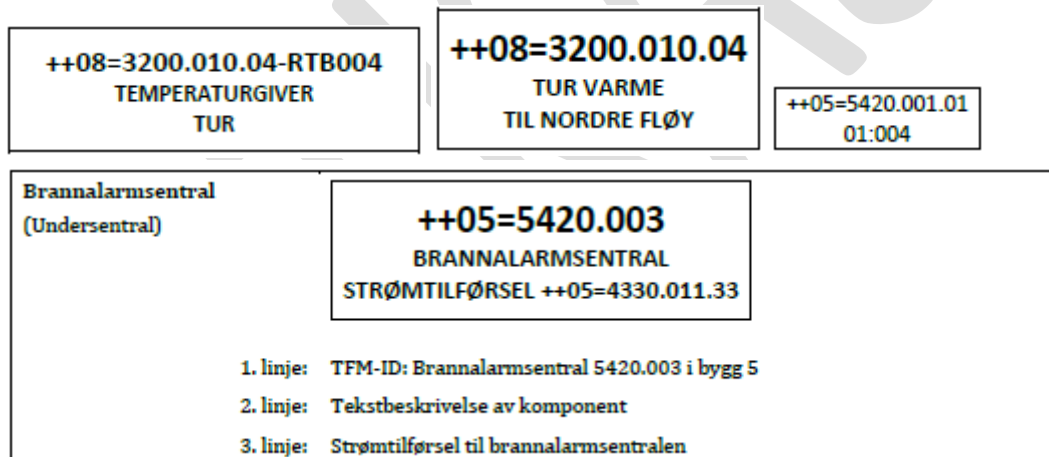 ++08=3200.010.04-RTB004
TEMPERATURGIVER
TUR
++08=3200.010.04
TUR VARME
TIL NORDRE FLØY
++05=5420.001.01
01:004
Brannalarmsentral
(Undersentral)
++05=5420.003
BRANNALARMSENTRAL
STRØMTILFØRSEL ++05=4330.011.33
1. linje: TFM-ID: Brannalarmsentral 5420.003 i bygg 5
2. linje: Tekstbeskrivelse av komponent
3. linje: Strømtilførsel til brannalarmsentralen